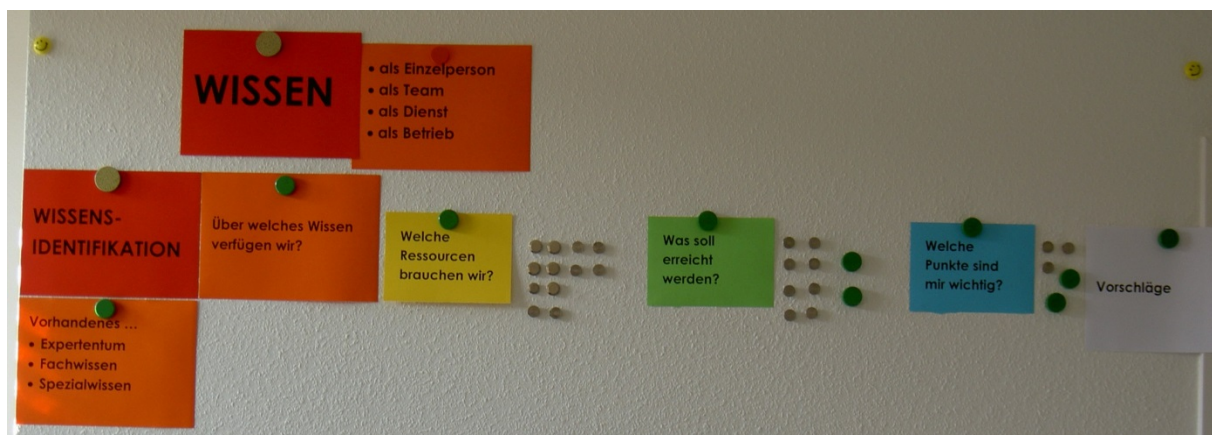 WISSEN
• als Einzelperson
• als Team
• als Dienst
• als Betrieb
WISSENS-
IDENTIFIKATION
Über welches Wissen
verfügen wir?
Welche
Ressourcen
brauchen wir?
Was soll
erreicht
werden?
Welche
Punkte sind
mir wichtig?
Vorschläge
Vorhandenes ...
• Expertentum
• Fachwissen
• Spezialwissen